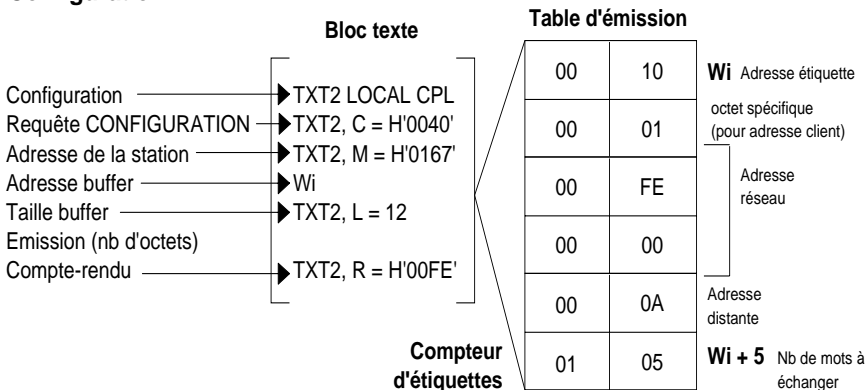 Bloc texte
Table d'émission
Configuration
TXT2 LOCAL CPL
Requête CONFIGURATION
TXT2, C = H'0040'
Adresse de la station
TXT2, M = H'0167'
Adresse buffer
Wi
Taille buffer
TXT2, L = 12
Emission (nb d'octets)
Compte-rendu
TXT2, R = H'00FE'
00 10 Wi Adresse étiquette
00 01 octet spécifique
(pour adresse client)
00 FE Adresse
réseau
00 00
00 0A Adresse
distante
Compteur
d'étiquettes
01 05 Wi + 5 Nb de mots à
échanger